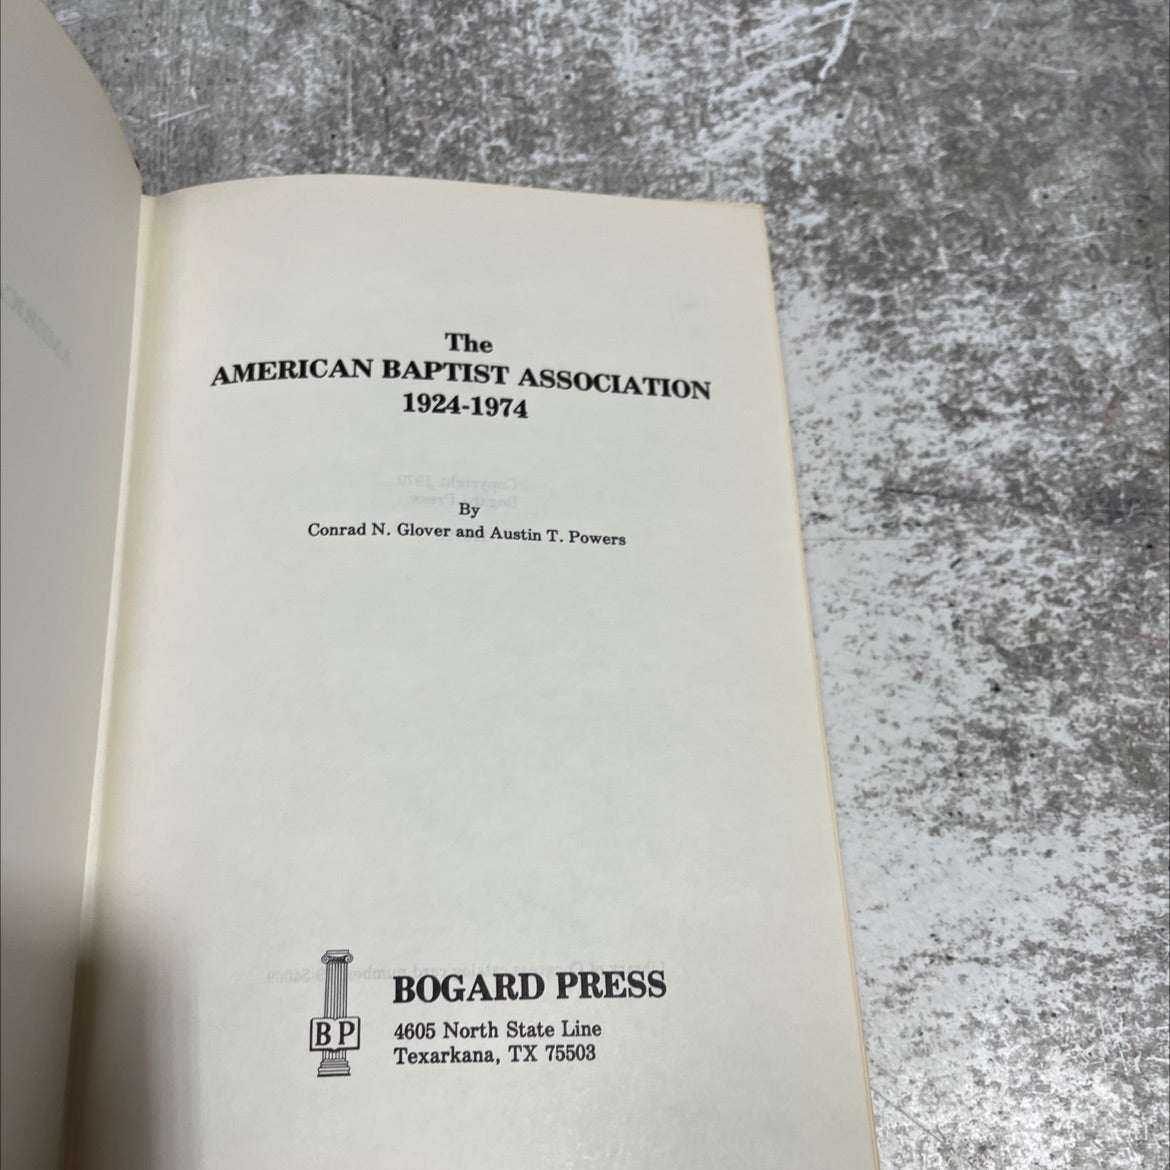 The
AMERICAN BAPTIST ASSOCIATION
1924-1974
By
Conrad N. Glover and Austin T. Powers
BP
BOGARD PRESS
4605 North State Line
Texarkana, TX 75503